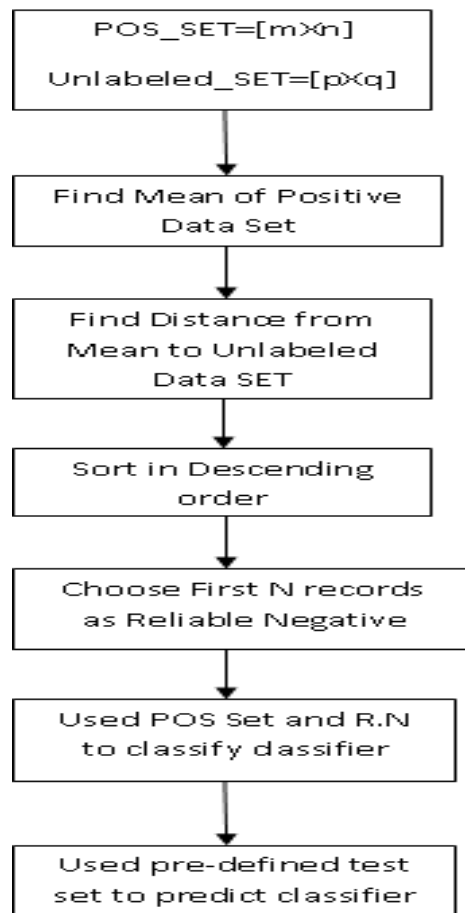 POS_SET=[mXn]
Unlabeled_SET=[pXq]
Find Mean of Positive
Data Set
Find Distance from
Mean to Unlabeled
Data SET
Sort in Descending
order
Choose First N records
as Reliable Negative
Used POS Set and R.N
to classify classifier
Used pre-defined test
set to predict classifier